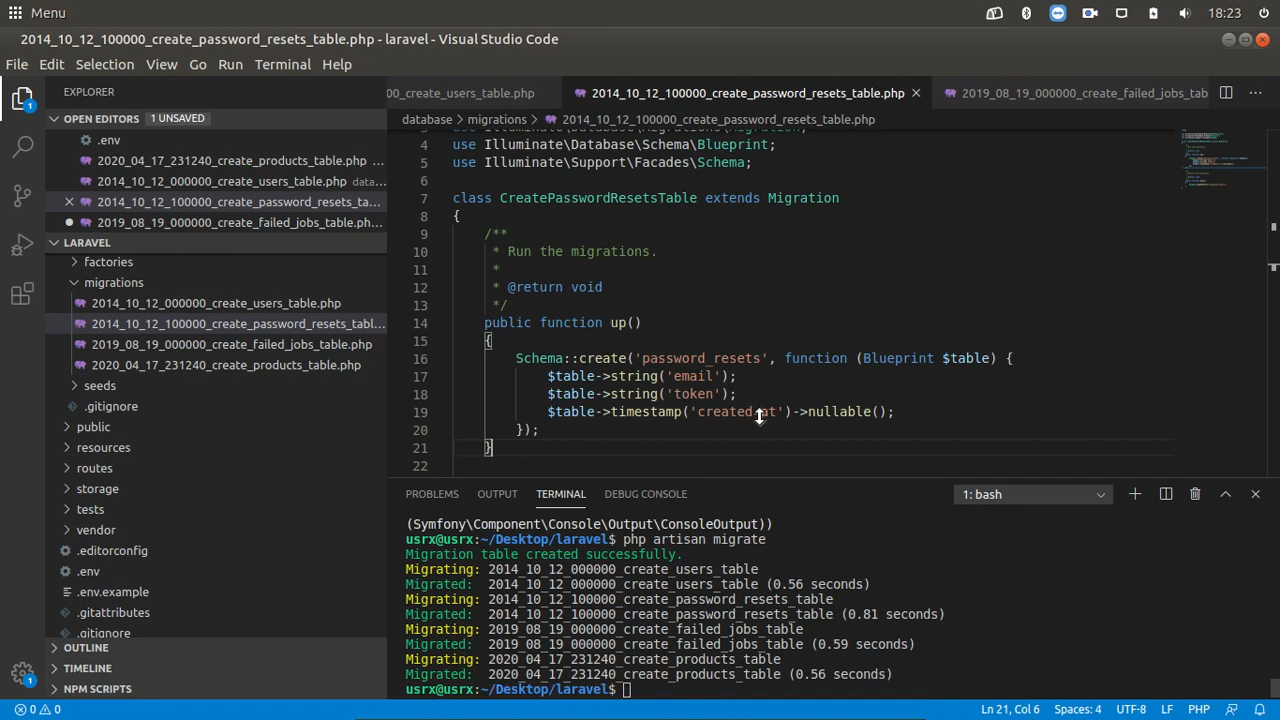 Menu
18:23
2014_10_12_100000_create_password_resets_table.php - laravel - Visual Studio Code
File Edit Selection View Go Run Terminal Help
EXPLORER
00_create_users_table.php
2014_10_12_100000_create_password_resets_table.php
2019_08_19_000000_create_failed_jobs_tab
OPEN EDITORS 1 UNSAVED
database > migrations > 2014_10_12_100000_create_password_resets_table.php
.env
2020_04_17_231240_create_products_table.php ...
2014_10_12_000000_create_users_table.php data...
2014_10_12_100000_create_password_resets_ta...
2019_08_19_000000_create_failed_jobs_table.ph...
LARAVEL
factories
migrations
2014_10_12_000000_create_users_table.php
2014_10_12_100000_create_password_resets_tabl...
2019_08_19_000000_create_failed_jobs_table.php
2020_04_17_231240_create_products_table.php
seeds
.gitignore
public
resources
routes
storage
tests
vendor
.editorconfig
.env
.env.example
.gitattributes
.gitignore
OUTLINE
TIMELINE
NPM SCRIPTS
4 use Illuminate\Database\Schema\Blueprint;
5 use Illuminate\Support\Facades\Schema;
6
7 class CreatePasswordResetsTable extends Migration
8 {
9 /**
10 * Run the migrations.
11 *
12 * @return void
13 */
14 public function up()
15 {
16 Schema::create('password_resets', function (Blueprint $table) {
17 $table->string('email');
18 $table->string('token');
19 $table->timestamp('created_at')->nullable();
20 });
21 }
22
PROBLEMS OUTPUT TERMINAL DEBUG CONSOLE 1: bash
(Symfony\Component\Console\Output\ConsoleOutput))
usrx@usrx:~/Desktop/laravel$ php artisan migrate
Migration table created successfully.
Migrating: 2014_10_12_000000_create_users_table
Migrated: 2014_10_12_000000_create_users_table (0.56 seconds)
Migrating: 2014_10_12_100000_create_password_resets_table
Migrated: 2014_10_12_100000_create_password_resets_table (0.81 seconds)
Migrating: 2019_08_19_000000_create_failed_jobs_table
Migrated: 2019_08_19_000000_create_failed_jobs_table (0.59 seconds)
Migrating: 2020_04_17_231240_create_products_table
Migrated: 2020_04_17_231240_create_products_table (0.56 seconds)
usrx@usrx:~/Desktop/laravel$
0 0
Ln 21, Col 6 Spaces: 4 UTF-8 LF PHP